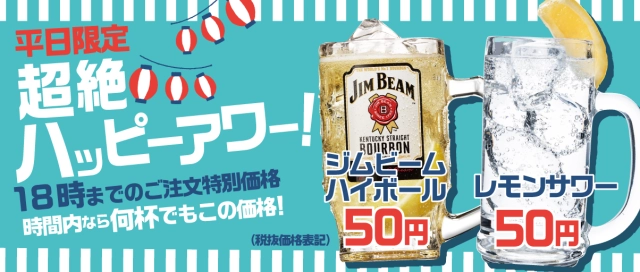 平日限定
超絶
ハッピーアワー!
18時までのご注文特別価格
時間内なら何杯でもこの価格!
(税抜価格表記)
JIM BEAM
KENTUCKY STRAIGHT
BOURBON
ジムビーム
ハイボール
50円
レモンサワー
50円